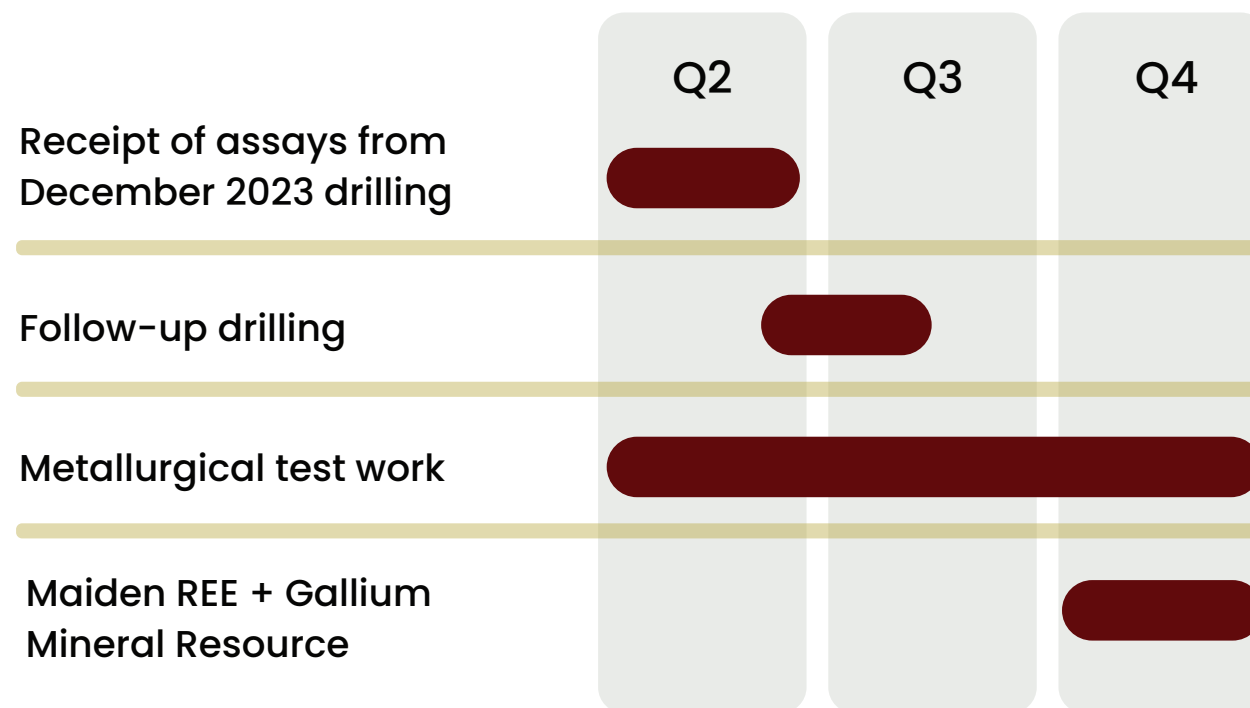 Q2 Q3 Q4
Receipt of assays from
December 2023 drilling
Follow-up drilling
Metallurgical test work
Maiden REE + Gallium
Mineral Resource